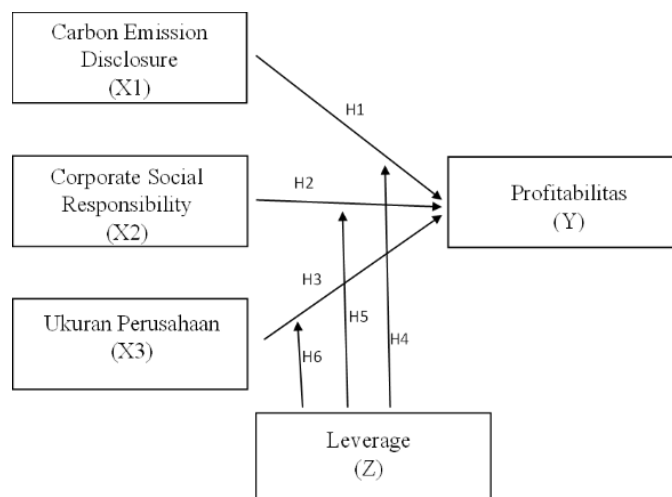 Carbon Emission
Disclosure
(X1)
H1
Corporate Social
Responsibility
(X2)
H2
Profitabilitas
(Y)
Ukuran Perusahaan
(X3)
H3
H5
H4
H6
Leverage
(Z)